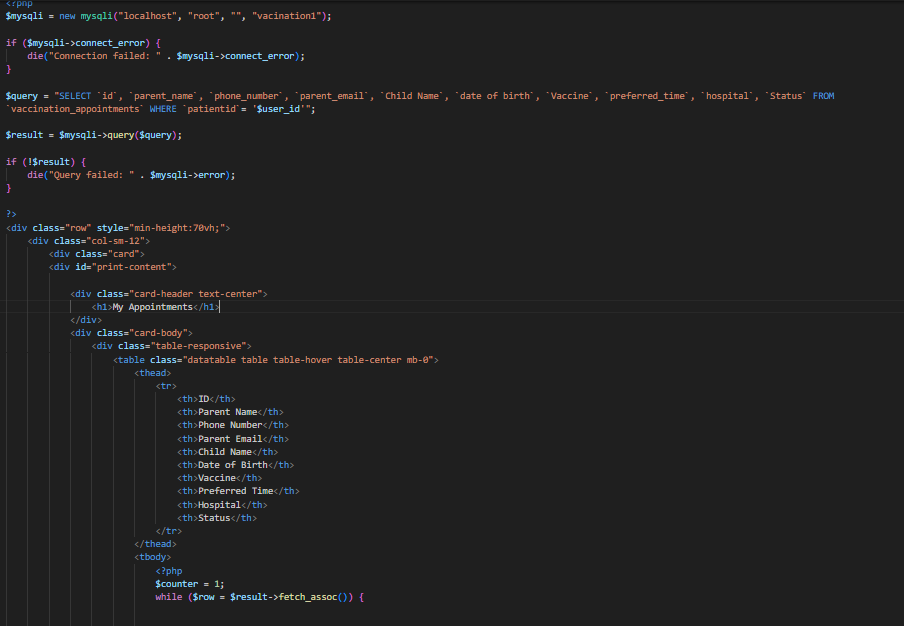 <?php
$mysqli = new mysqli("localhost", "root", "", "vacination1");
if ($mysqli->connect_error) {
die("Connection failed: " . $mysqli->connect_error);
}
$query = "SELECT `id`, `parent_name`, `phone_number`, `parent_email`, `Child Name`, `date of birth`, `Vaccine`, `preferred_time`, `hospital`, `Status` FROM
`vaccination_appointments` WHERE `patientid`= '$user_id'";
$result = $mysqli->query($query);
if (!$result) {
die("Query failed: " . $mysqli->error);
}
?>
<div class="row" style="min-height:70vh;">
<div class="col-sm-12">
<div class="card">
<div id="print-content">
<div class="card-header text-center">
<h1>My Appointments</h1>
</div>
<div class="card-body">
<div class="table-responsive">
<table class="datatable table table-hover table-center mb-0">
<thead>
<tr>
<th>ID</th>
<th>Parent Name</th>
<th>Phone Number</th>
<th>Parent Email</th>
<th>Child Name</th>
<th>Date of Birth</th>
<th>Vaccine</th>
<th>Preferred Time</th>
<th>Hospital</th>
<th>Status</th>
</tr>
</thead>
<tbody>
<?php
$counter = 1;
while ($row = $result->fetch_assoc()) {